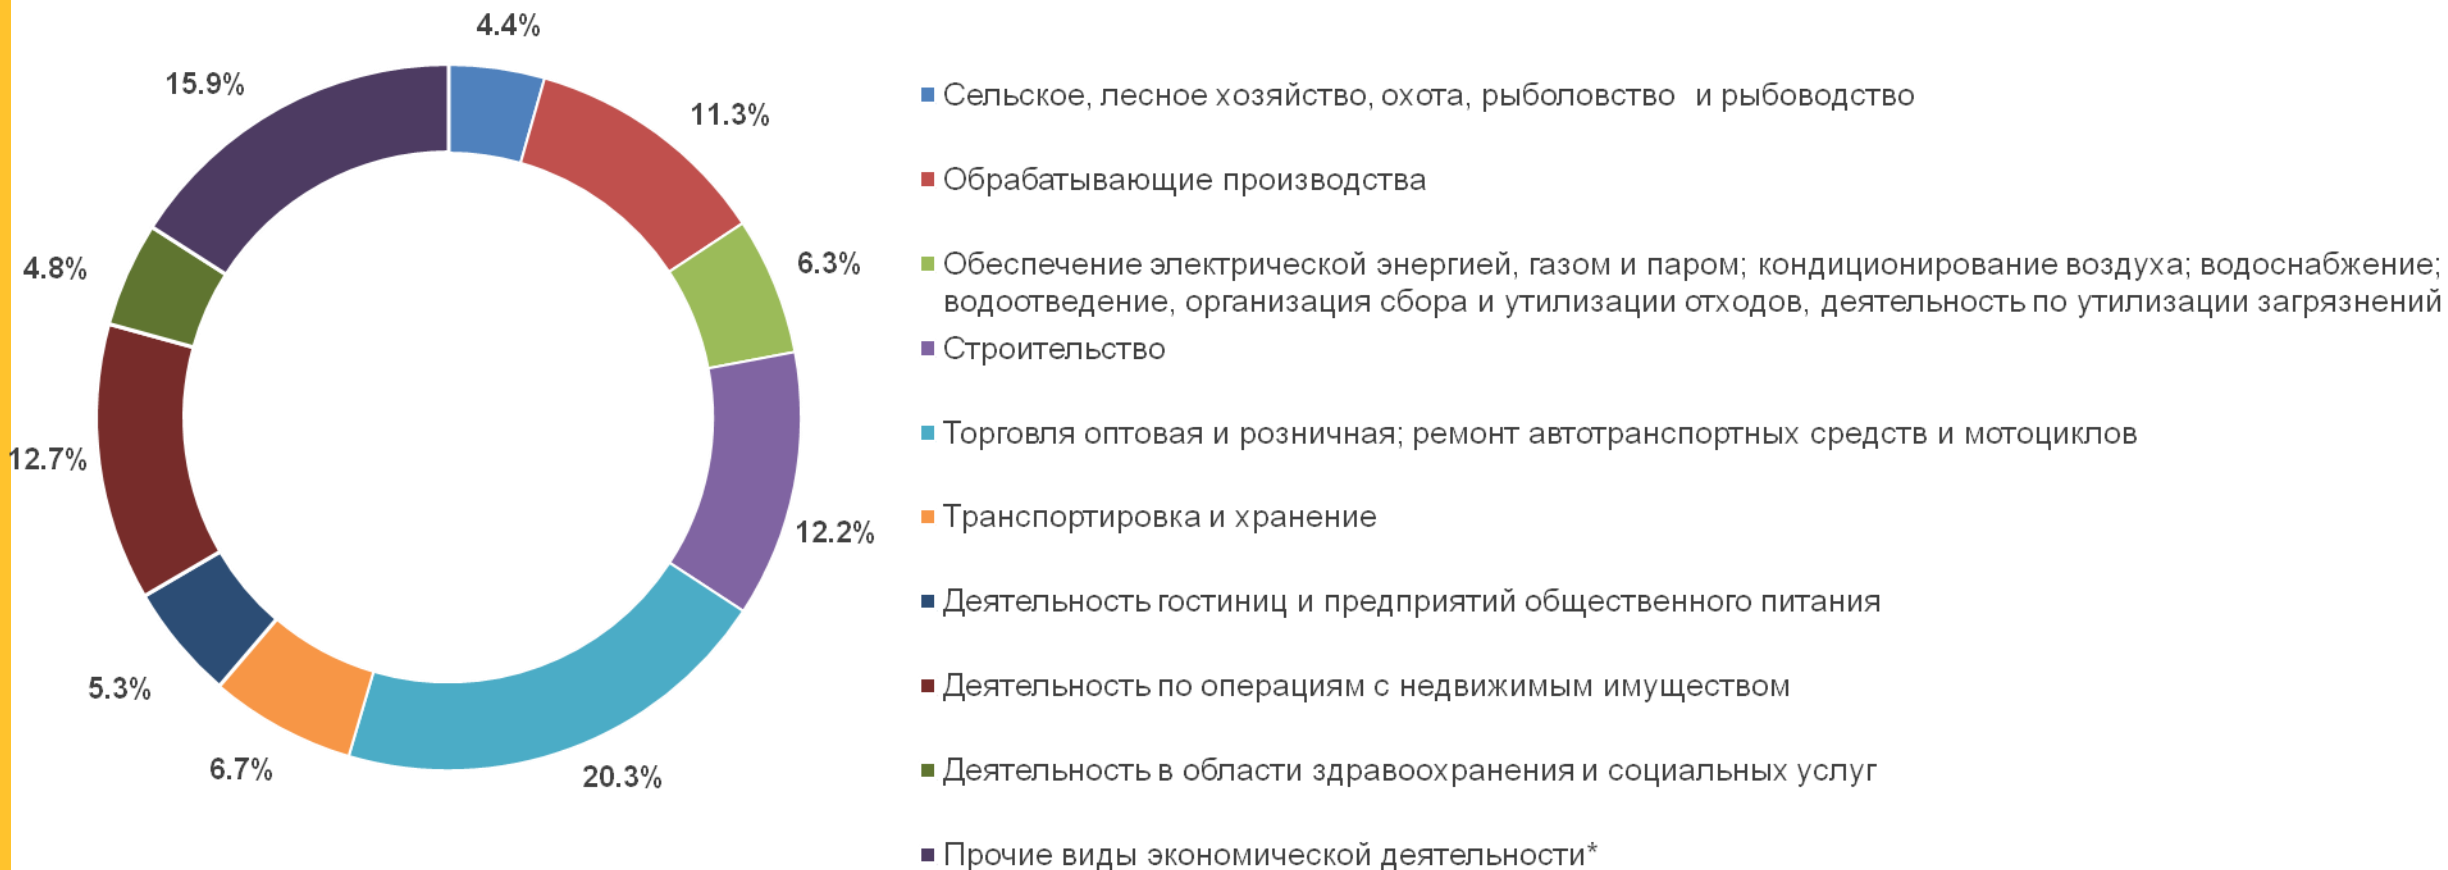 4.4%
15.9%
11.3%
4.8%
6.3%
12.7%
12.2%
5.3%
6.7%
20.3%
Сельское, лесное хозяйство, охота, рыболовство и рыбоводство
Обрабатывающие производства
Обеспечение электрической энергией, газом и паром; кондиционирование воздуха; водоснабжение;
водоотведение, организация сбора и утилизации отходов, деятельность по утилизации загрязнений
Строительство
Торговля оптовая и розничная; ремонт автотранспортных средств и мотоциклов
Транспортировка и хранение
Деятельность гостиниц и предприятий общественного питания
Деятельность по операциям с недвижимым имуществом
Деятельность в области здравоохранения и социальных услуг
Прочие виды экономической деятельности*